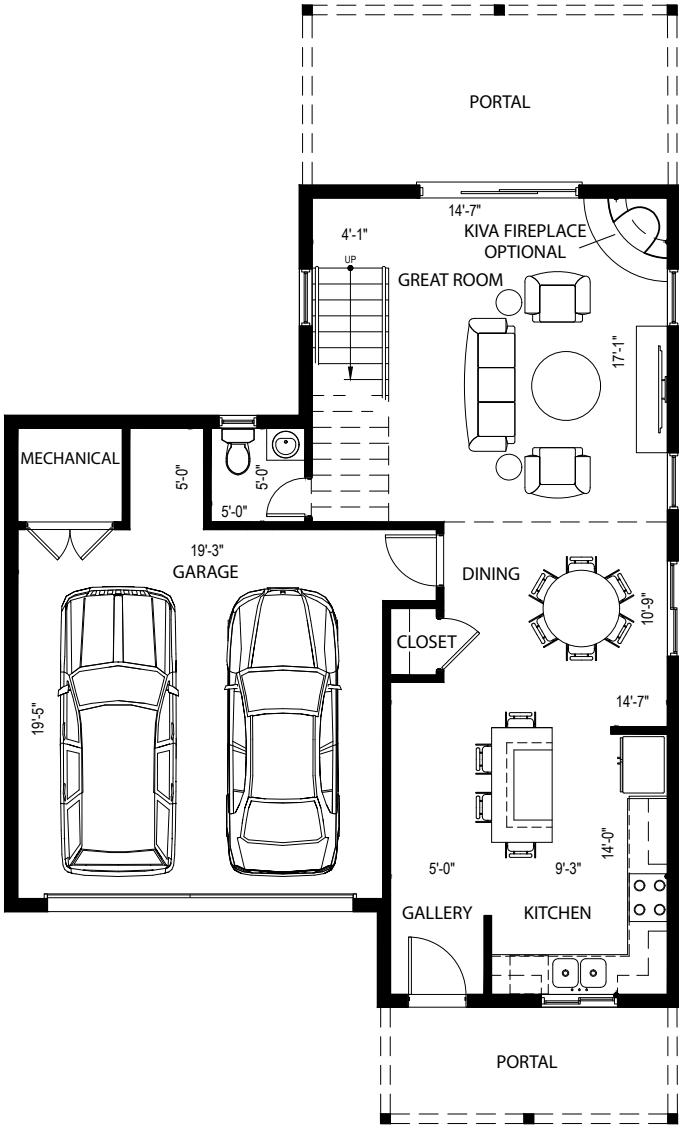 PORTAL
14'-7"
KIVA FIREPLACE
OPTIONAL
4'-1"
UP
GREAT ROOM
17'-1"
MECHANICAL
5'-0"
5'-0"
5'-0"
19'-3"
GARAGE
DINING
10'-9"
CLOSET
19'-5"
14'-7"
14'-0"
5'-0"
9'-3"
GALLERY
KITCHEN
PORTAL